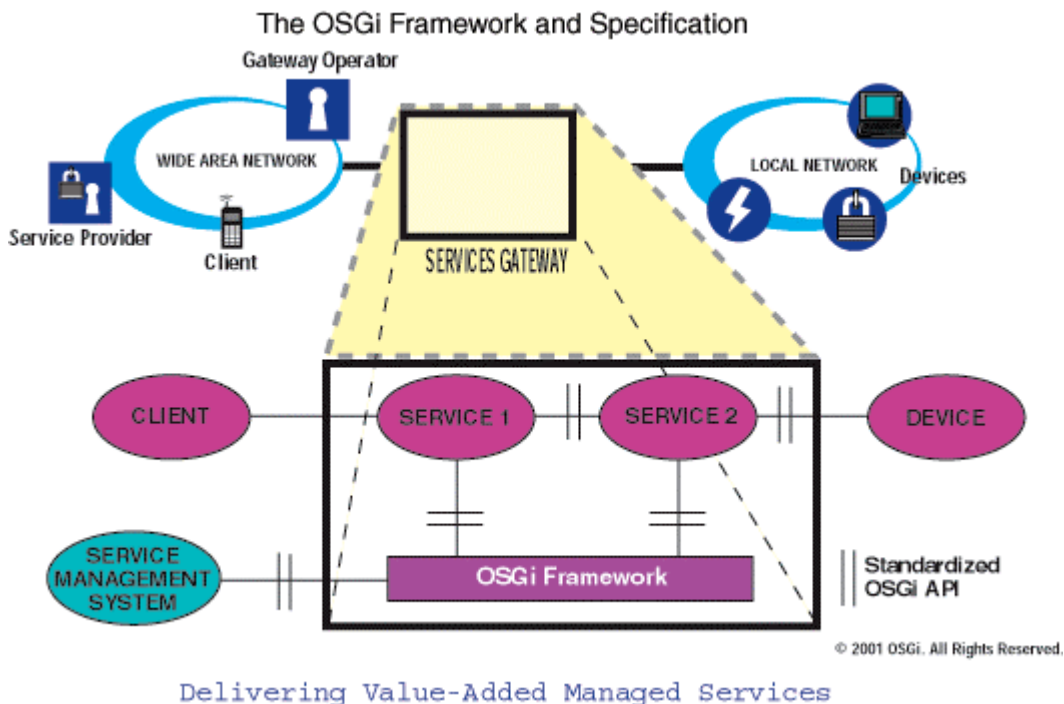 The OSGi Framework and Specification
Gateway Operator
WIDE AREA NETWORK
Service Provider
Client
SERVICES GATEWAY
LOCAL NETWORK
Devices
CLIENT
SERVICE 1
SERVICE 2
DEVICE
SERVICE
MANAGEMENT
SYSTEM
OSGi Framework
Standardized
OSGi API
© 2001 OSGi. All Rights Reserved.
Delivering Value-Added Managed Services